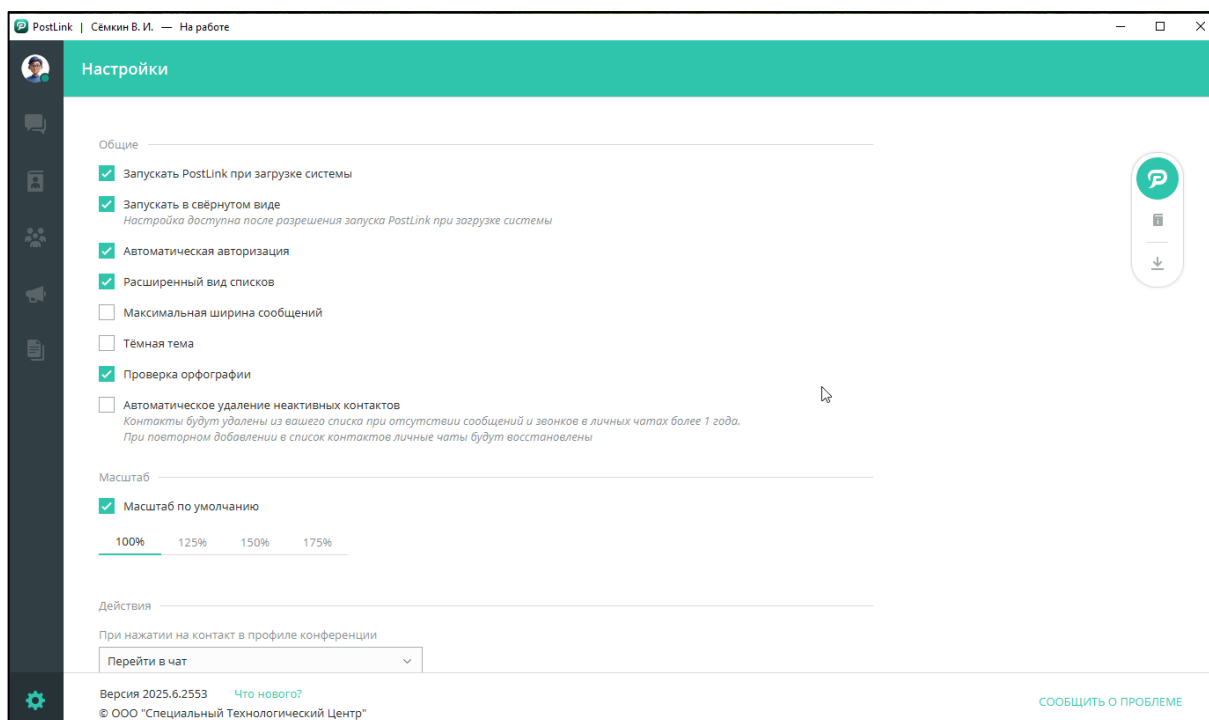 PostLink | Сёмкин В. И. — На работе
Настройки
Общие
Запускать PostLink при загрузке системы
Запускать в свёрнутом виде
Настройка доступна после разрешения запуска PostLink при загрузке системы
Автоматическая авторизация
Расширенный вид списков
Максимальная ширина сообщений
Тёмная тема
Проверка орфографии
Автоматическое удаление неактивных контактов
Контакты будут удалены из вашего списка при отсутствии сообщений и звонков в личных чатах более 1 года.
При повторном добавлении в список контактов личные чаты будут восстановлены
Масштаб
Масштаб по умолчанию
100% 125% 150% 175%
Действия
При нажатии на контакт в профиле конференции
Перейти в чат
Версия 2025.6.2553 Что нового?
© ООО "Специальный Технологический Центр"
СООБЩИТЬ О ПРОБЛЕМЕ